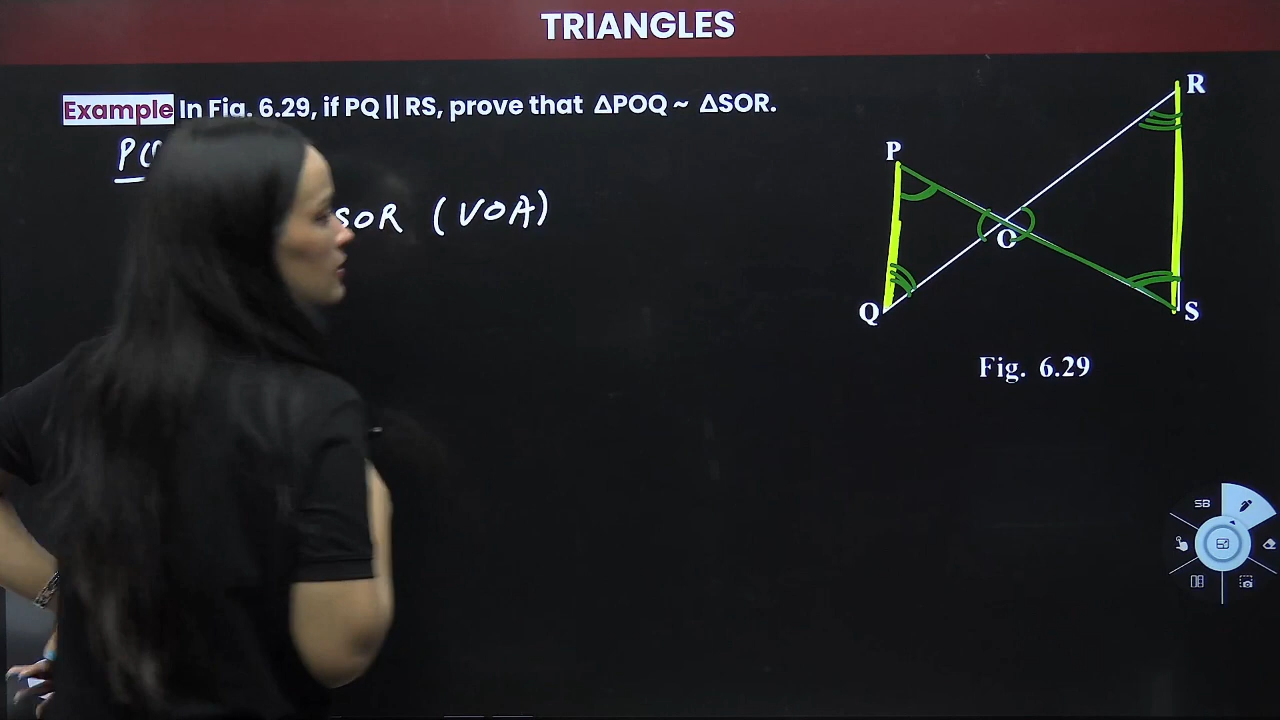 TRIANGLES
Example In Fig. 6.29, if PQ || RS, prove that ΔPOQ ~ ΔSOR.
SOR (VOA)
R
P
O
Q
S
Fig. 6.29
SB